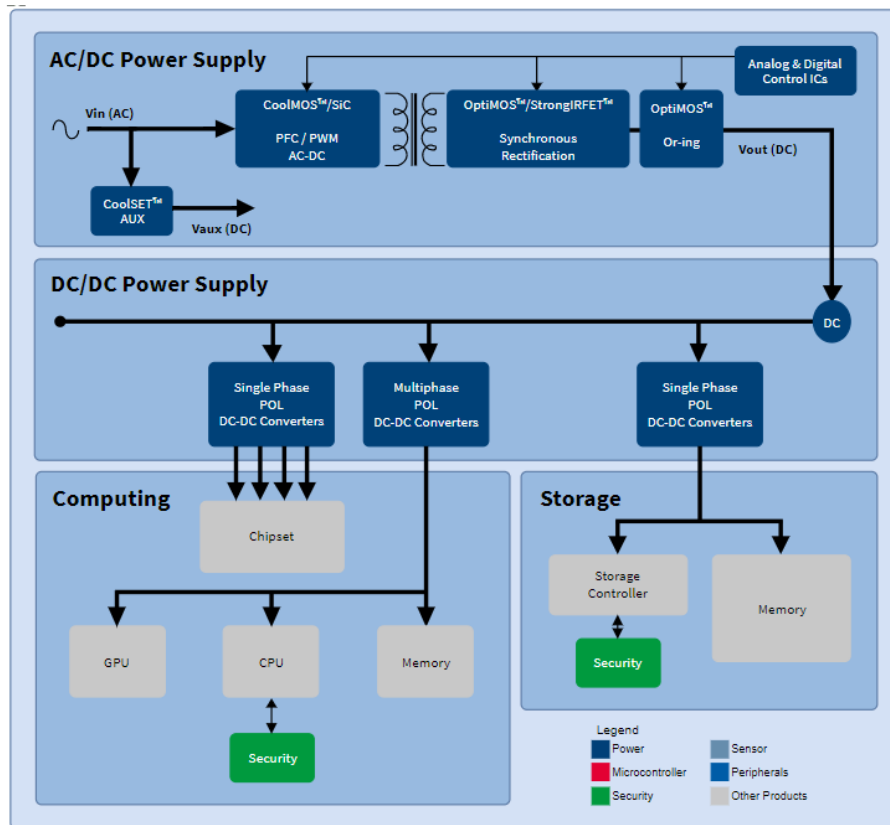 AC/DC Power Supply
Analog & Digital
Control ICs
CoolMOS™/SiC
PFC / PWM
AC-DC
OptiMOS™/StrongIRFET™
Synchronous
Rectification
OptiMOS™
Or-ing
Vin (AC)
Vout (DC)
CoolSET™
AUX
Vaux (DC)
DC/DC Power Supply
DC
Single Phase
POL
DC-DC Converters
Multiphase
POL
DC-DC Converters
Single Phase
POL
DC-DC Converters
Computing
Chipset
GPU
CPU
Memory
Security
Storage
Storage
Controller
Memory
Security
Legend
Power
Sensor
Microcontroller
Peripherals
Security
Other Products